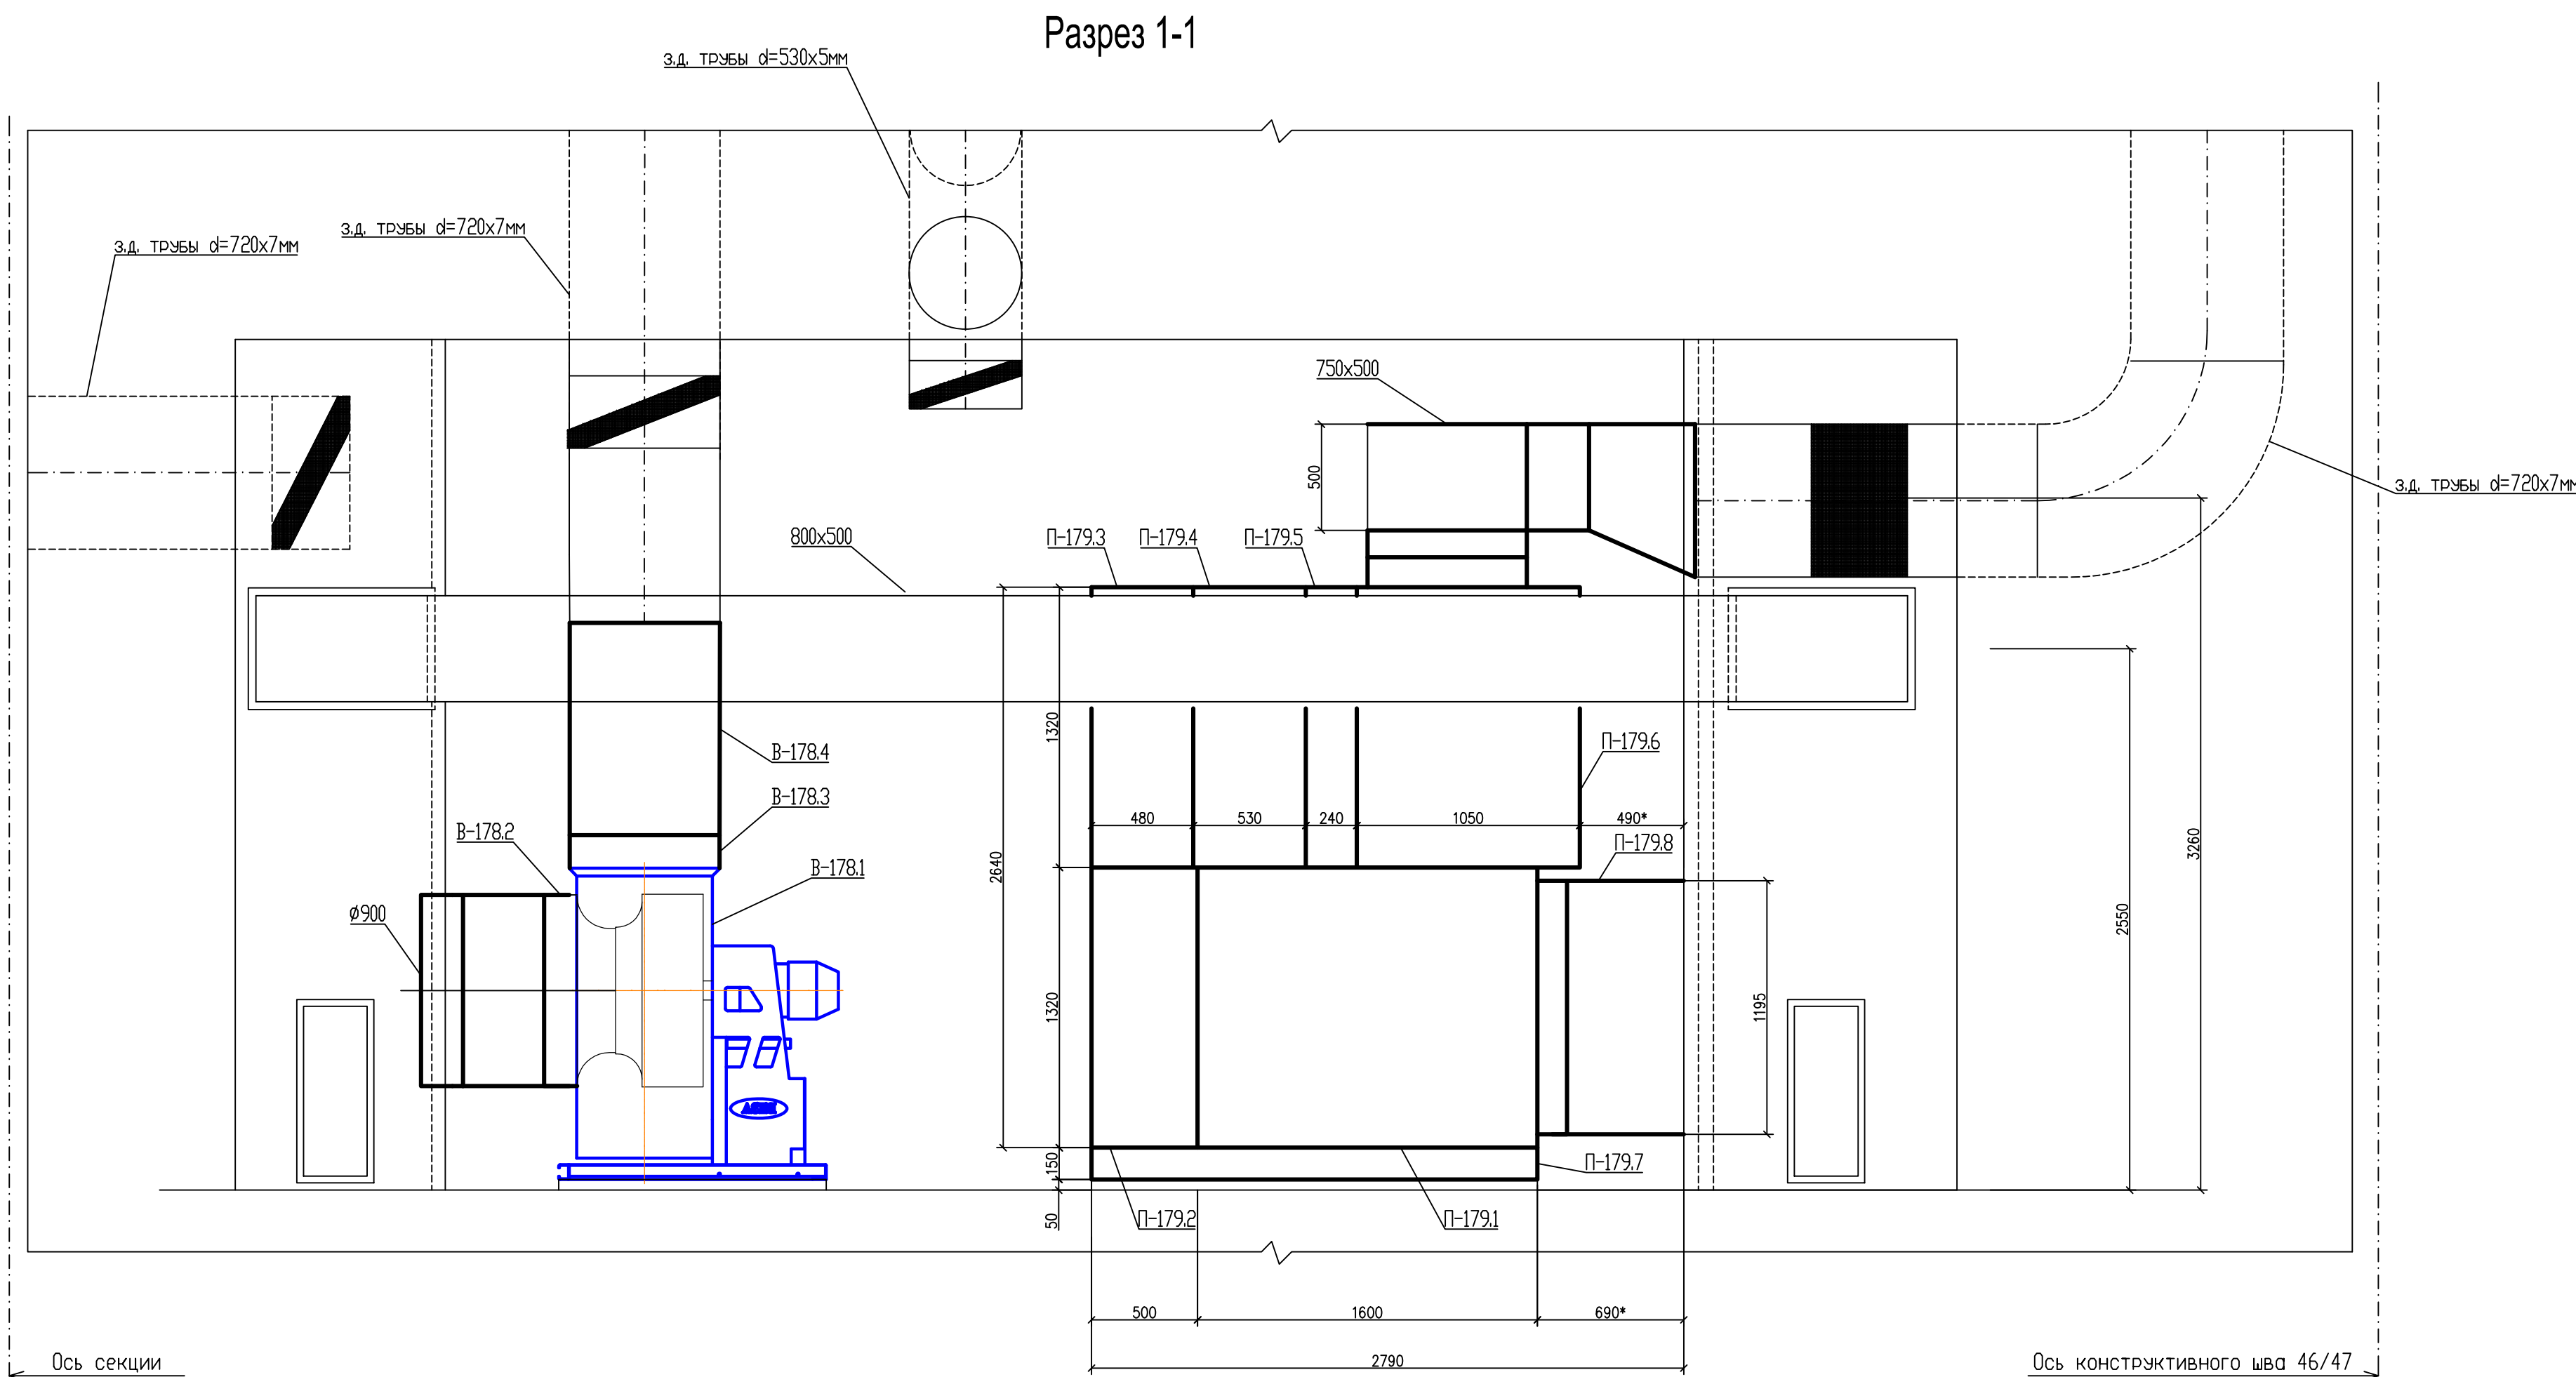 Разрез 1-1
з.д. трубы d=530х5мм
з.д. трубы d=720х7мм
з.д. трубы d=720х7мм
750х500
500
з.д. трубы d=720х7мм
800х500
П-179.3
П-179.4
П-179.5
1320
В-178.4
П-179.6
В-178.3
480
530
240
1050
490*
В-178.2
П-179.8
2640
3260
В-178.1
ø900
2550
1320
1195
150
П-179.7
50
П-179.2
П-179.1
500
1600
690*
2790
Ось секции
Ось конструктивного шва 46/47